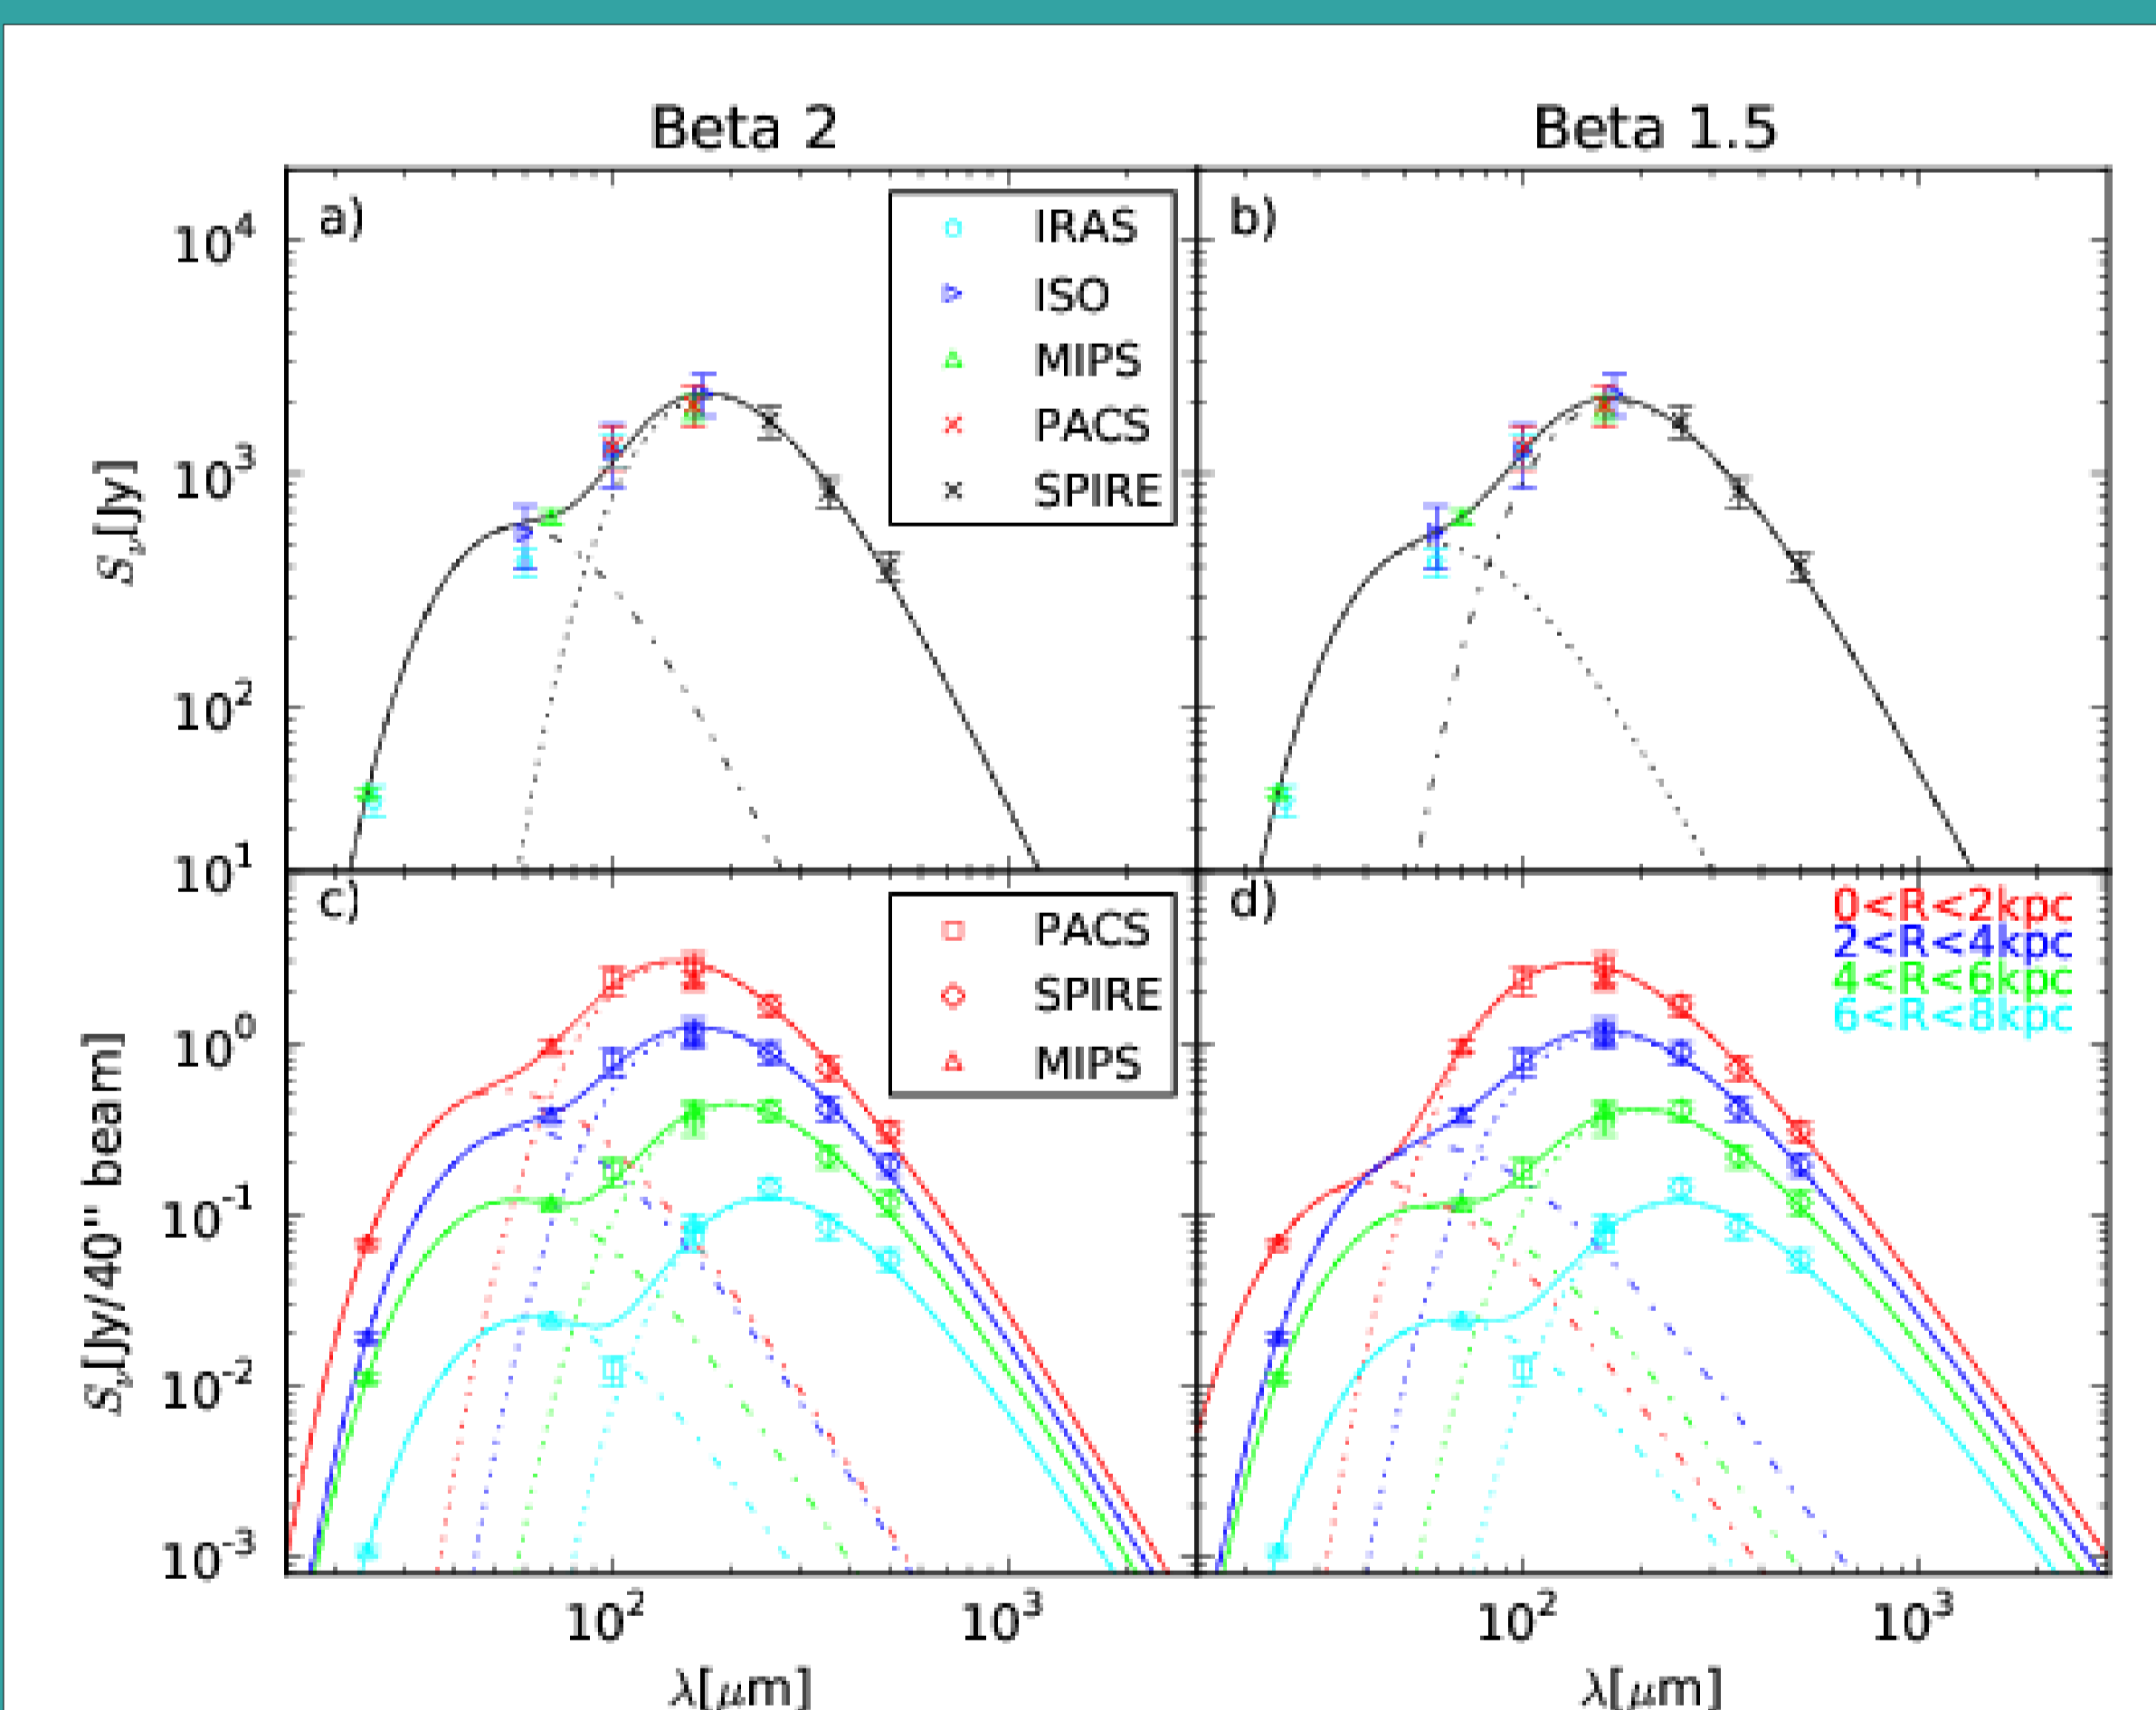 Beta 2
Beta 1.5
a)
IRAS
ISO
MIPS
PACS
SPIRE
b)
10⁴
10³
10²
10¹
Sᵥ[Jy]
c)
PACS
SPIRE
MIPS
d)
0<R<2kpc
2<R<4kpc
4<R<6kpc
6<R<8kpc
10⁰
10⁻¹
10⁻²
10⁻³
Sᵥ[Jy/40" beam]
10² 10³
10² 10³
λ[μm]
λ[μm]